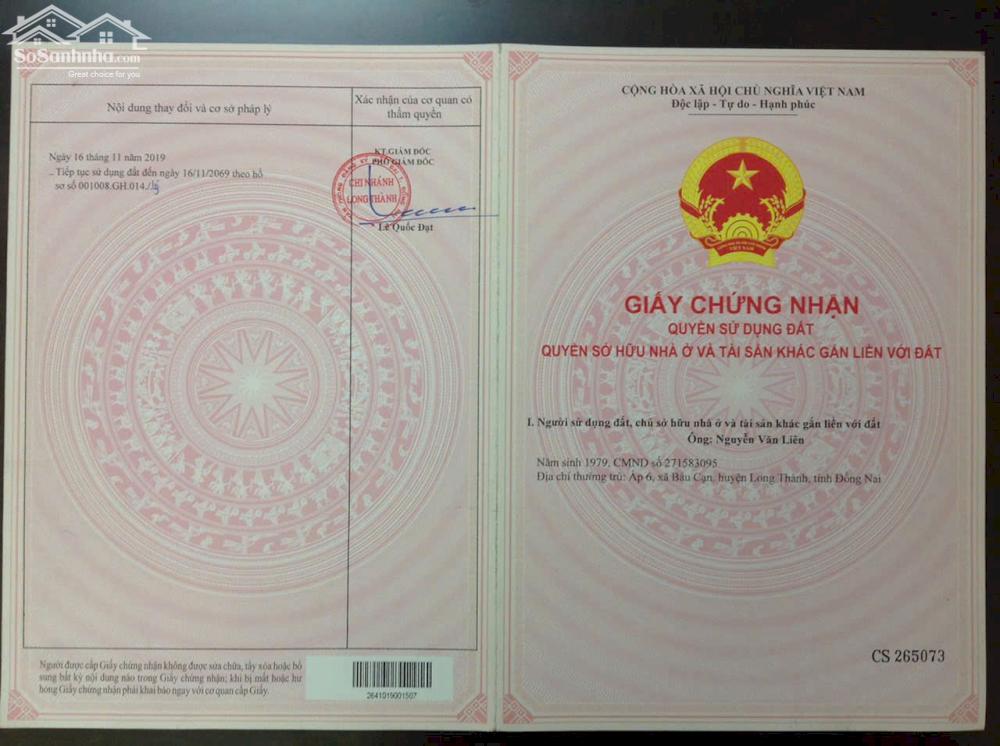 SoSanhnha.com
Great choice for you
Nội dung thay đổi và cơ sở pháp lý
Xác nhận của cơ quan có
thẩm quyền
Ngày 16 tháng 11 năm 2019
- Tiếp tục sử dụng đất đến ngày 16/11/2069 theo hồ
sơ số 001008.GH.014./.
KT.GIÁM ĐỐC
PHÓ GIÁM ĐỐC
CHI NHÁNH
LONG THÀNH
Lê Quốc Đạt
Người được cấp Giấy chứng nhận không được sửa chữa, tẩy xóa hoặc bổ
sung bất kỳ nội dung nào trong Giấy chứng nhận; khi bị mất hoặc hư
hỏng Giấy chứng nhận phải khai báo ngay với cơ quan cấp Giấy.
2641019001507
CỘNG HÒA XÃ HỘI CHỦ NGHĨA VIỆT NAM
Độc lập - Tự do - Hạnh phúc
CỘNG HÒA XÃ HỘI CHỦ NGHĨA
VIỆT NAM
GIẤY CHỨNG NHẬN
QUYỀN SỬ DỤNG ĐẤT
QUYỀN SỞ HỮU NHÀ Ở VÀ TÀI SẢN KHÁC GẮN LIỀN VỚI ĐẤT
I. Người sử dụng đất, chủ sở hữu nhà ở và tài sản khác gắn liền với đất
Ông: Nguyễn Văn Liên
Năm sinh 1979, CMND số 271583095
Địa chỉ thường trú: Ấp 6, xã Bàu Cạn, huyện Long Thành, tỉnh Đồng Nai
CS 265073